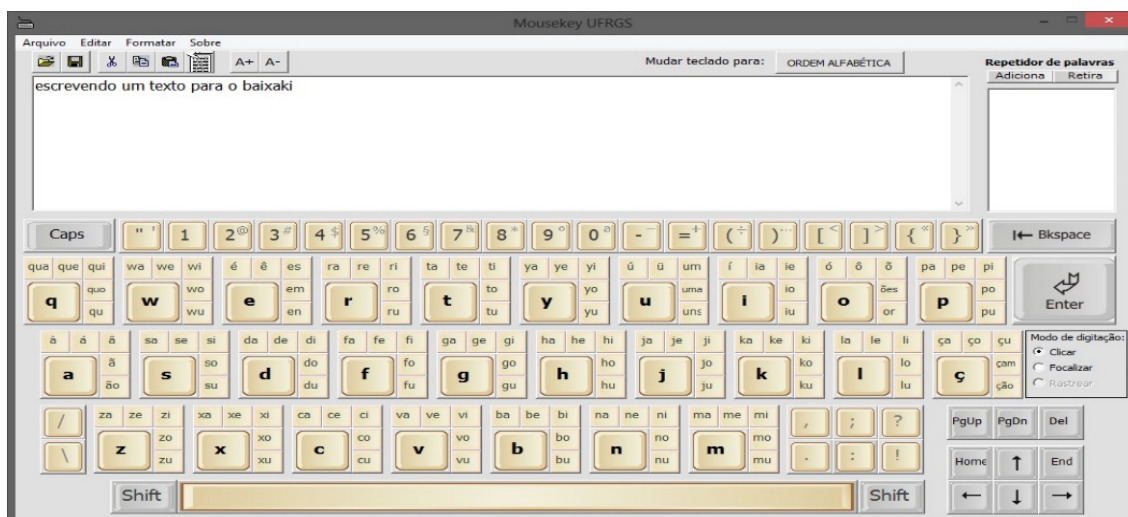 Mousekey UFRGS
Arquivo Editar Formatar Sobre
A+ A- Mudar teclado para: ORDEM ALFABÉTICA Repetidor de palavras
Adiciona Retira
escrevendo um texto para o baixaki
Caps " ' 1 2@ 3# 4$ 5% 6§ 7& 8* 9° 0ª - _ =+ (÷ )... [< ]> {“ }” Bkspace
qua que qui wa we wi é ê es ra re ri ta te ti ya ye yi ú ü um í ia ie ó ô õ pa pe pi
quo wo em ro to yo uma io ões po
q w e r t y u i o p Enter
qu wu en ru tu yu uns iu or pu
à á â sa se si da de di fa fe fi ga ge gi ha he hi ja je ji ka ke ki la le li ça ço çu Modo de digitação:
ã so do fo go ho jo ko lo çam Clicar
a s d f g h j k l ç Focalizar
ão su du fu gu hu ju ku lu ção Rastrear
/ za ze zi xa xe xi ca ce ci va ve vi ba be bi na ne ni ma me mi , ; ? PgUp PgDn Del
zo xo co vo bo no mo
z x c v b n m
\ zu xu cu vu bu nu mu . : ! Home ↑ End
Shift Shift ← ↓ →